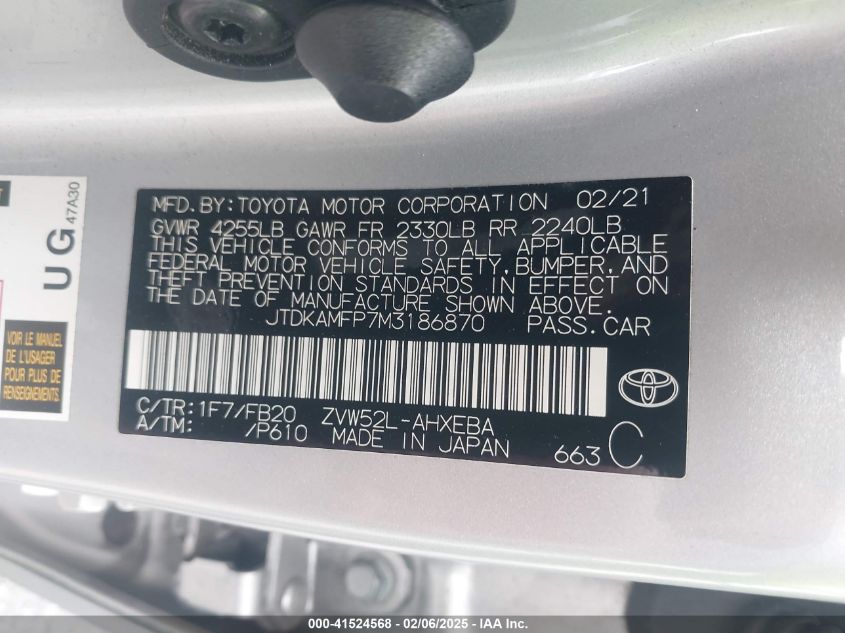 MFD.BY:TOYOTA MOTOR CORPORATION 02/21
GVWR 4255LB GAWR FR 2330LB RR 2240LB
THIS VEHICLE CONFORMS TO ALL APPLICABLE
FEDERAL MOTOR VEHICLE SAFETY, BUMPER, AND
THEFT PREVENTION STANDARDS IN EFFECT ON
THE DATE OF MANUFACTURE SHOWN ABOVE.
JTDKAMFP7M3186870 PASS.CAR
C/TR:1F7/FB20 ZVW52L-AHXEBA
A/TM: /P610 MADE IN JAPAN 663 C
UG 47A30
VOIR LE MANUEL
DE L'USAGER
POUR PLUS DE
RENSEIGNEMENTS.
000-41524568 - 02/06/2025 - IAAI - Copart, Inc.